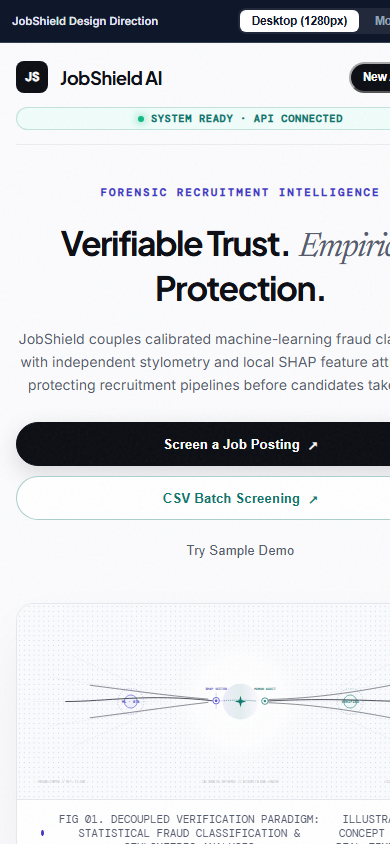 JobShield Design Direction
Desktop (1280px)
JS
JobShield AI
New
SYSTEM READY · API CONNECTED
FORENSIC RECRUITMENT INTELLIGENCE
Verifiable Trust. Empiric
Protection.
JobShield couples calibrated machine-learning fraud cla
with independent stylometry and local SHAP feature att
protecting recruitment pipelines before candidates take
Screen a Job Posting ↗
CSV Batch Screening ↗
Try Sample Demo
FIG 01. DECOUPLED VERIFICATION PARADIGM:
STATISTICAL FRAUD CLASSIFICATION &
ILLUSTRA
CONCEPT